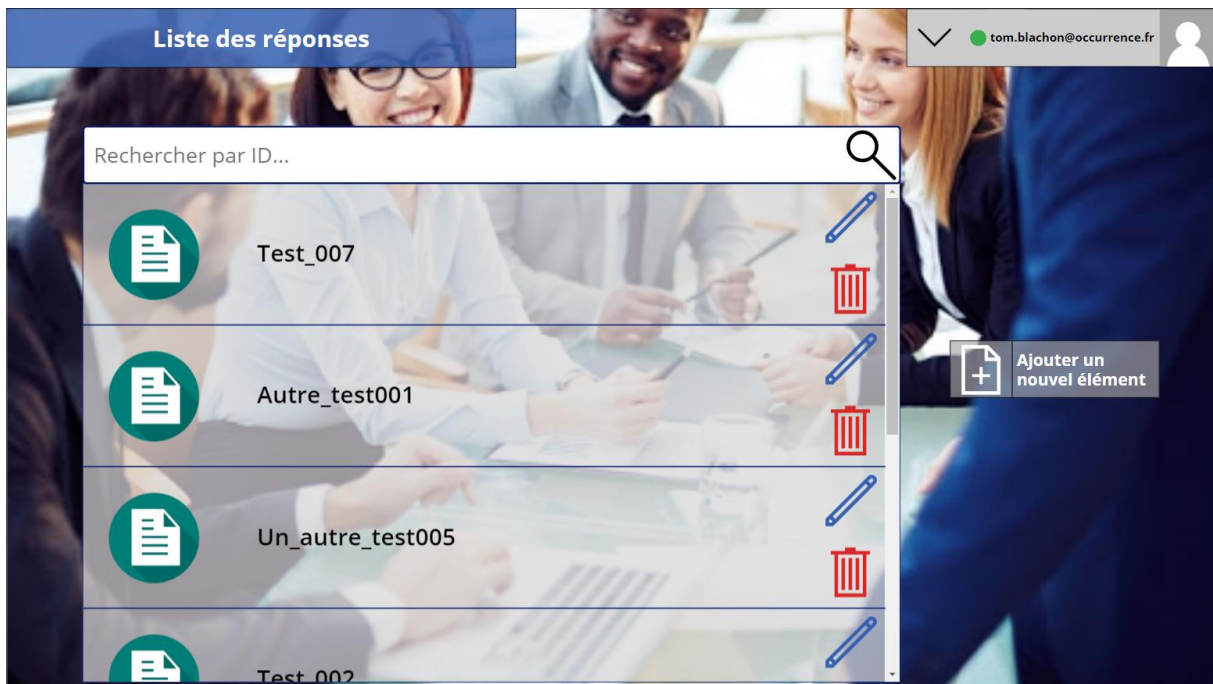 Liste des réponses
tom.blachon@occurrence.fr
Rechercher par ID...
Test_007
Autre_test001
Ajouter un
nouvel élément
Un_autre_test005
Test_002